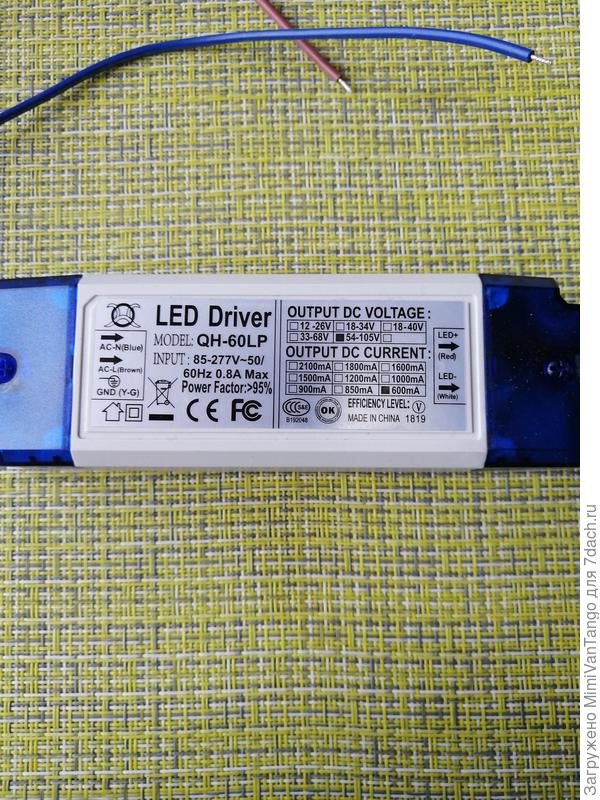 LED Driver
MODEL: QH-60LP
INPUT: 85-277V~50/
60Hz 0.8A Max
Power Factor:>95%
AC-N(Blue)
AC-L(Brown)
GND (Y-G)
CE FC
OUTPUT DC VOLTAGE:
12 -26V 18-34V 18-40V
33-68V 54-105V
OUTPUT DC CURRENT:
2100mA 1800mA 1600mA
1500mA 1200mA 1000mA
900mA 850mA 600mA
EFFICIENCY LEVEL: V
MADE IN CHINA 1819
CCC S&E
B192048
OK
LED+
(Red)
LED-
(White)
Загружено MimiVanTango для 7dach.ru